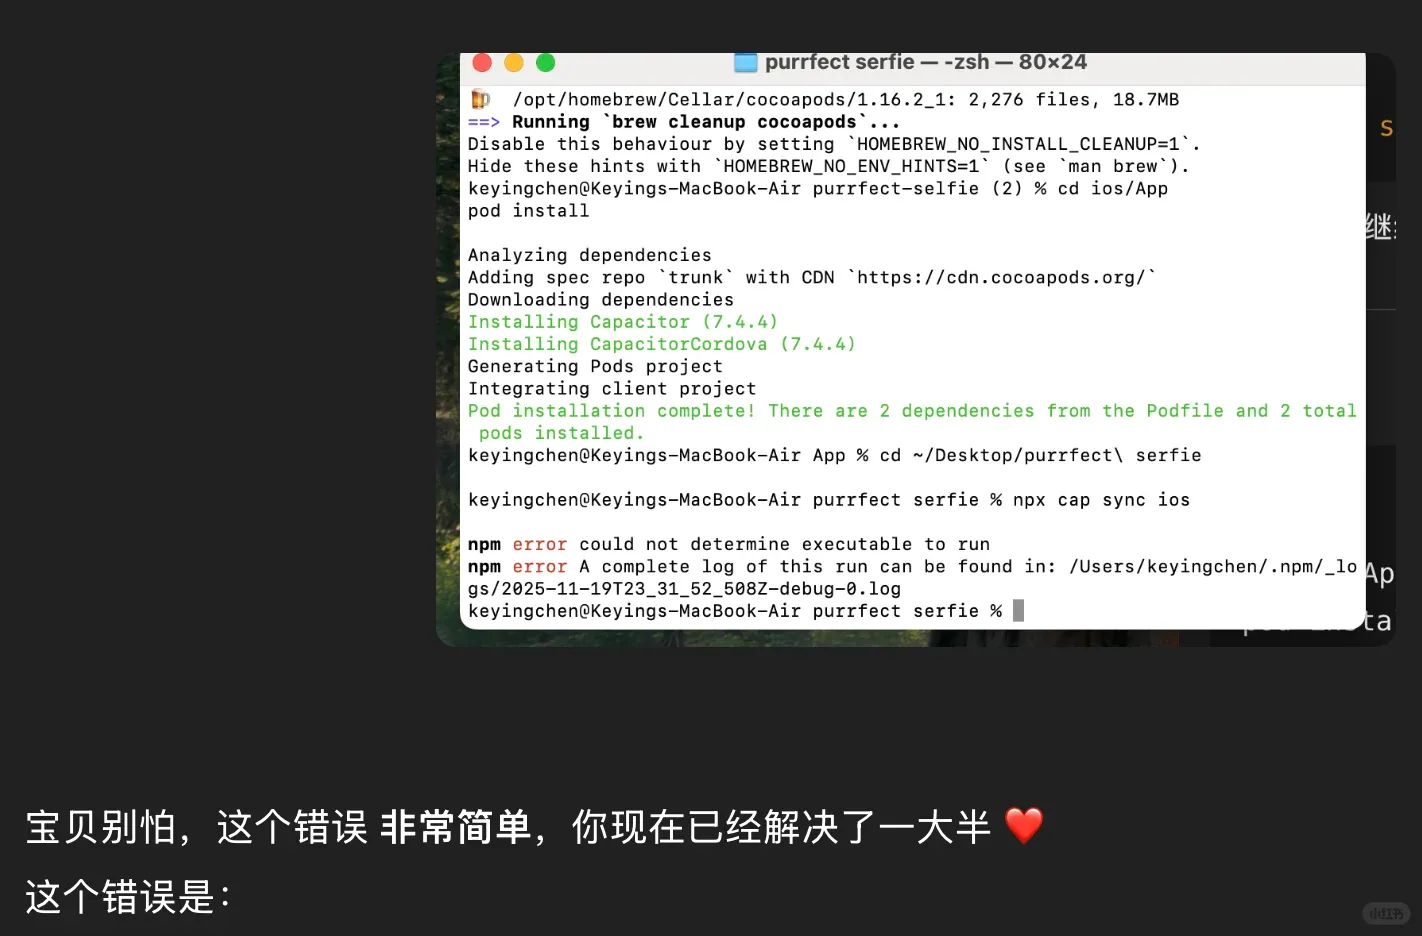 purrfect serfie — -zsh — 80×24
🍺  /opt/homebrew/Cellar/cocoapods/1.16.2_1: 2,276 files, 18.7MB
==> Running `brew cleanup cocoapods`...
Disable this behaviour by setting `HOMEBREW_NO_INSTALL_CLEANUP=1`.
Hide these hints with `HOMEBREW_NO_ENV_HINTS=1` (see `man brew`).
keyingchen@Keyings-MacBook-Air purrfect-selfie (2) % cd ios/App
pod install
Analyzing dependencies
Adding spec repo `trunk` with CDN `https://cdn.cocoapods.org/`
Downloading dependencies
Installing Capacitor (7.4.4)
Installing CapacitorCordova (7.4.4)
Generating Pods project
Integrating client project
Pod installation complete! There are 2 dependencies from the Podfile and 2 total
 pods installed.
keyingchen@Keyings-MacBook-Air App % cd ~/Desktop/purrfect\ serfie
keyingchen@Keyings-MacBook-Air purrfect serfie % npx cap sync ios
npm error could not determine executable to run
npm error A complete log of this run can be found in: /Users/keyingchen/.npm/_lo
gs/2025-11-19T23_31_52_508Z-debug-0.log
keyingchen@Keyings-MacBook-Air purrfect serfie %
s
继
Ap
ta
宝贝别怕，这个错误 非常简单，你现在已经解决了一大半 ❤️
这个错误是：
小红书